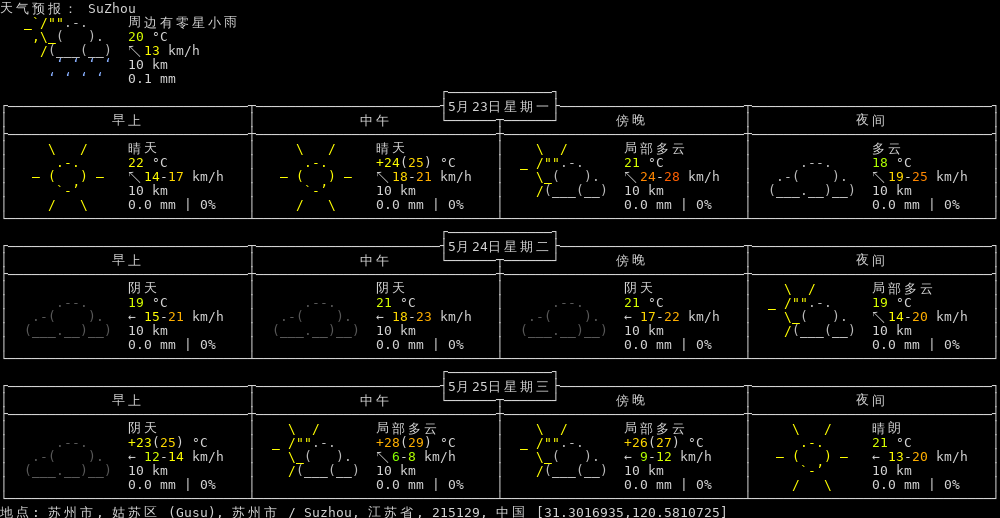 天气预报: SuZhou
周边有零星小雨
20 °C
↖13 km/h
10 km
0.1 mm
5月23日星期一
早上 中午 傍晚 夜间
晴天 晴天 局部多云 多云
22 °C +24(25) °C 21 °C 18 °C
↖14-17 km/h ↖18-21 km/h ↖24-28 km/h ↖19-25 km/h
10 km 10 km 10 km 10 km
0.0 mm | 0% 0.0 mm | 0% 0.0 mm | 0% 0.0 mm | 0%
5月24日星期二
早上 中午 傍晚 夜间
阴天 阴天 阴天 局部多云
19 °C 21 °C 21 °C 19 °C
← 15-21 km/h ← 18-23 km/h ← 17-22 km/h ↖14-20 km/h
10 km 10 km 10 km 10 km
0.0 mm | 0% 0.0 mm | 0% 0.0 mm | 0% 0.0 mm | 0%
5月25日星期三
早上 中午 傍晚 夜间
阴天 局部多云 局部多云 晴朗
+23(25) °C +28(29) °C +26(27) °C 21 °C
← 12-14 km/h ↖6-8 km/h ← 9-12 km/h ← 13-20 km/h
10 km 10 km 10 km 10 km
0.0 mm | 0% 0.0 mm | 0% 0.0 mm | 0% 0.0 mm | 0%
地点: 苏州市, 姑苏区 (Gusu), 苏州市 / Suzhou, 江苏省, 215129, 中国 [31.3016935,120.5810725]